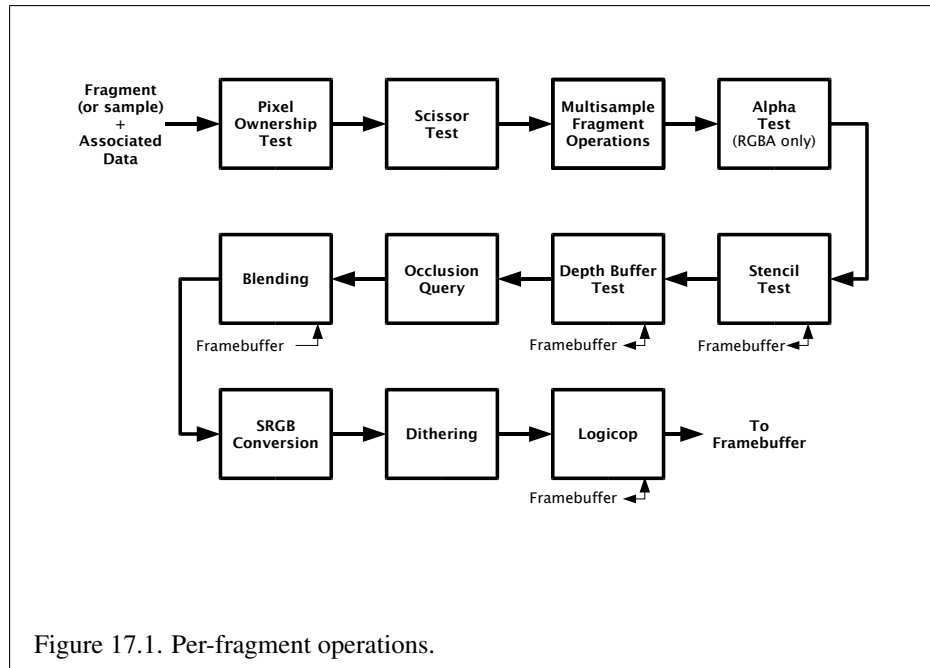 Fragment
(or sample)
+
Associated
Data
Pixel
Ownership
Test
Scissor
Test
Multisample
Fragment
Operations
Alpha
Test
(RGBA only)
Blending
Occlusion
Query
Depth Buffer
Test
Stencil
Test
Framebuffer
Framebuffer
Framebuffer
SRGB
Conversion
Dithering
Logicop
To
Framebuffer
Framebuffer
Figure 17.1. Per-fragment operations.